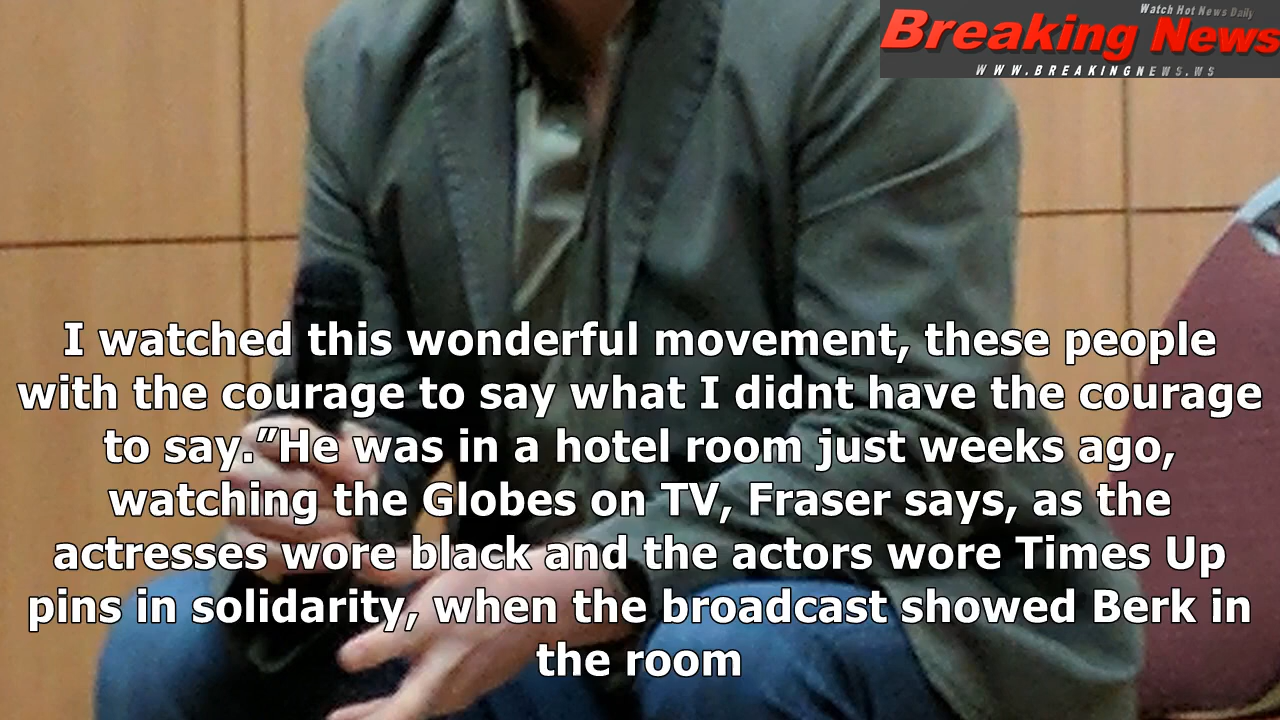 Watch Hot News Daily
Breaking News
WWW.BREAKINGNEWS.WS
I watched this wonderful movement, these people
with the courage to say what I didnt have the courage
to say.”He was in a hotel room just weeks ago,
watching the Globes on TV, Fraser says, as the
actresses wore black and the actors wore Times Up
pins in solidarity, when the broadcast showed Berk in
the room